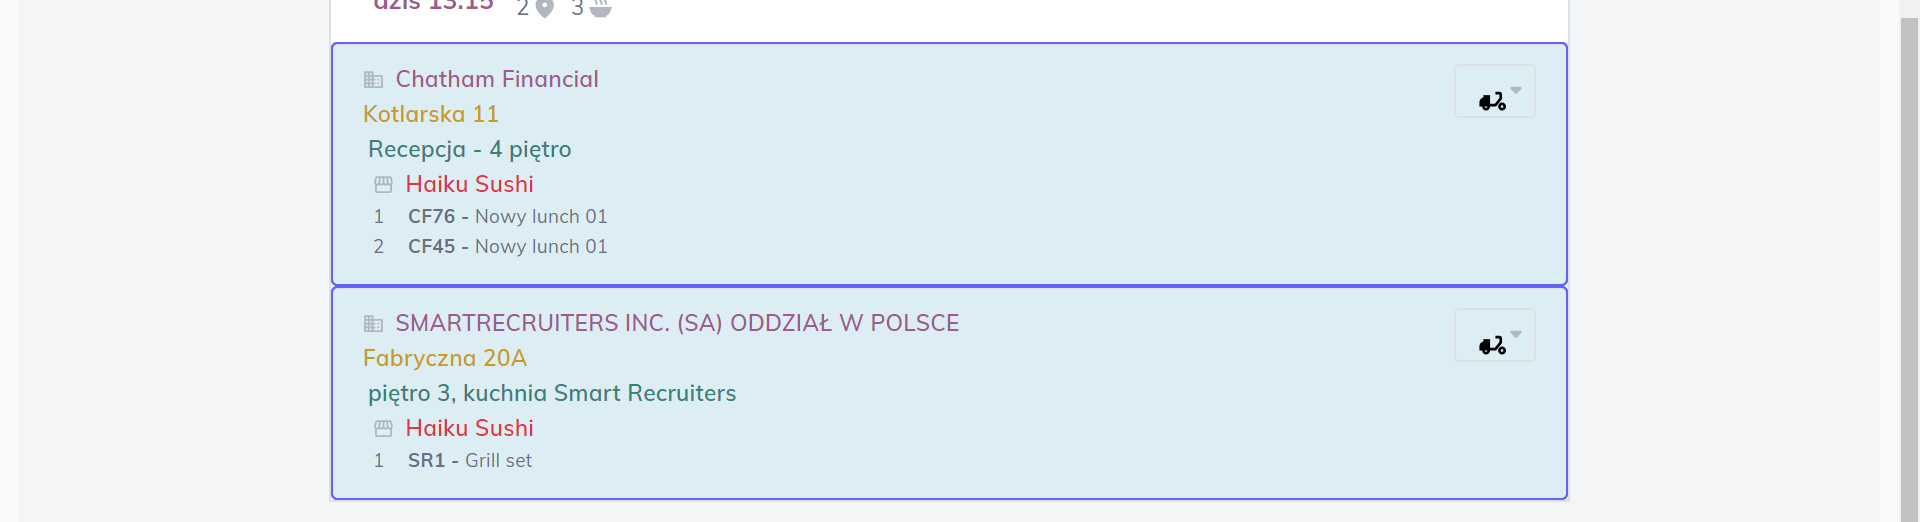 dziś 13:15 2 3
Chatham Financial
Kotlarska 11
Recepcja - 4 piętro
Haiku Sushi
1 CF76 - Nowy lunch 01
2 CF45 - Nowy lunch 01
SMARTRECRUITERS INC. (SA) ODDZIAŁ W POLSCE
Fabryczna 20A
piętro 3, kuchnia Smart Recruiters
Haiku Sushi
1 SR1 - Grill set